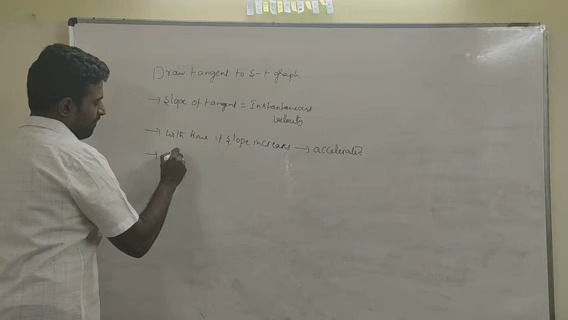 Draw tangent to s-t graph.
→ Slope of tangent = Instantaneous
velocity
→ With time if slope increases → accelerated
→